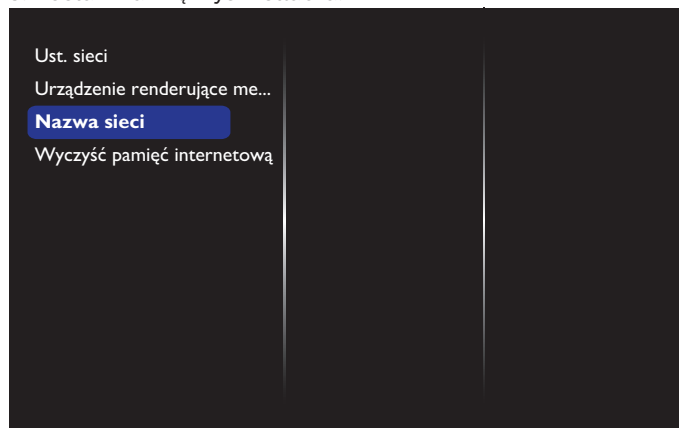 Ust. sieci
Urządzenie renderujące me...
Nazwa sieci
Wyczyść pamięć internetową